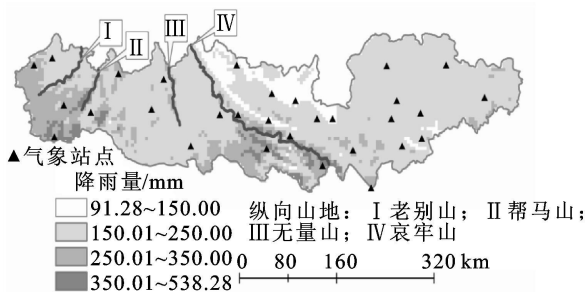 Ⅰ Ⅱ Ⅲ Ⅳ
▲气象站点
降雨量/mm
91.28~150.00
150.01~250.00
250.01~350.00
350.01~538.28
纵向山地：Ⅰ老别山；Ⅱ帮马山；
Ⅲ无量山；Ⅳ哀牢山
0 80 160 320 km